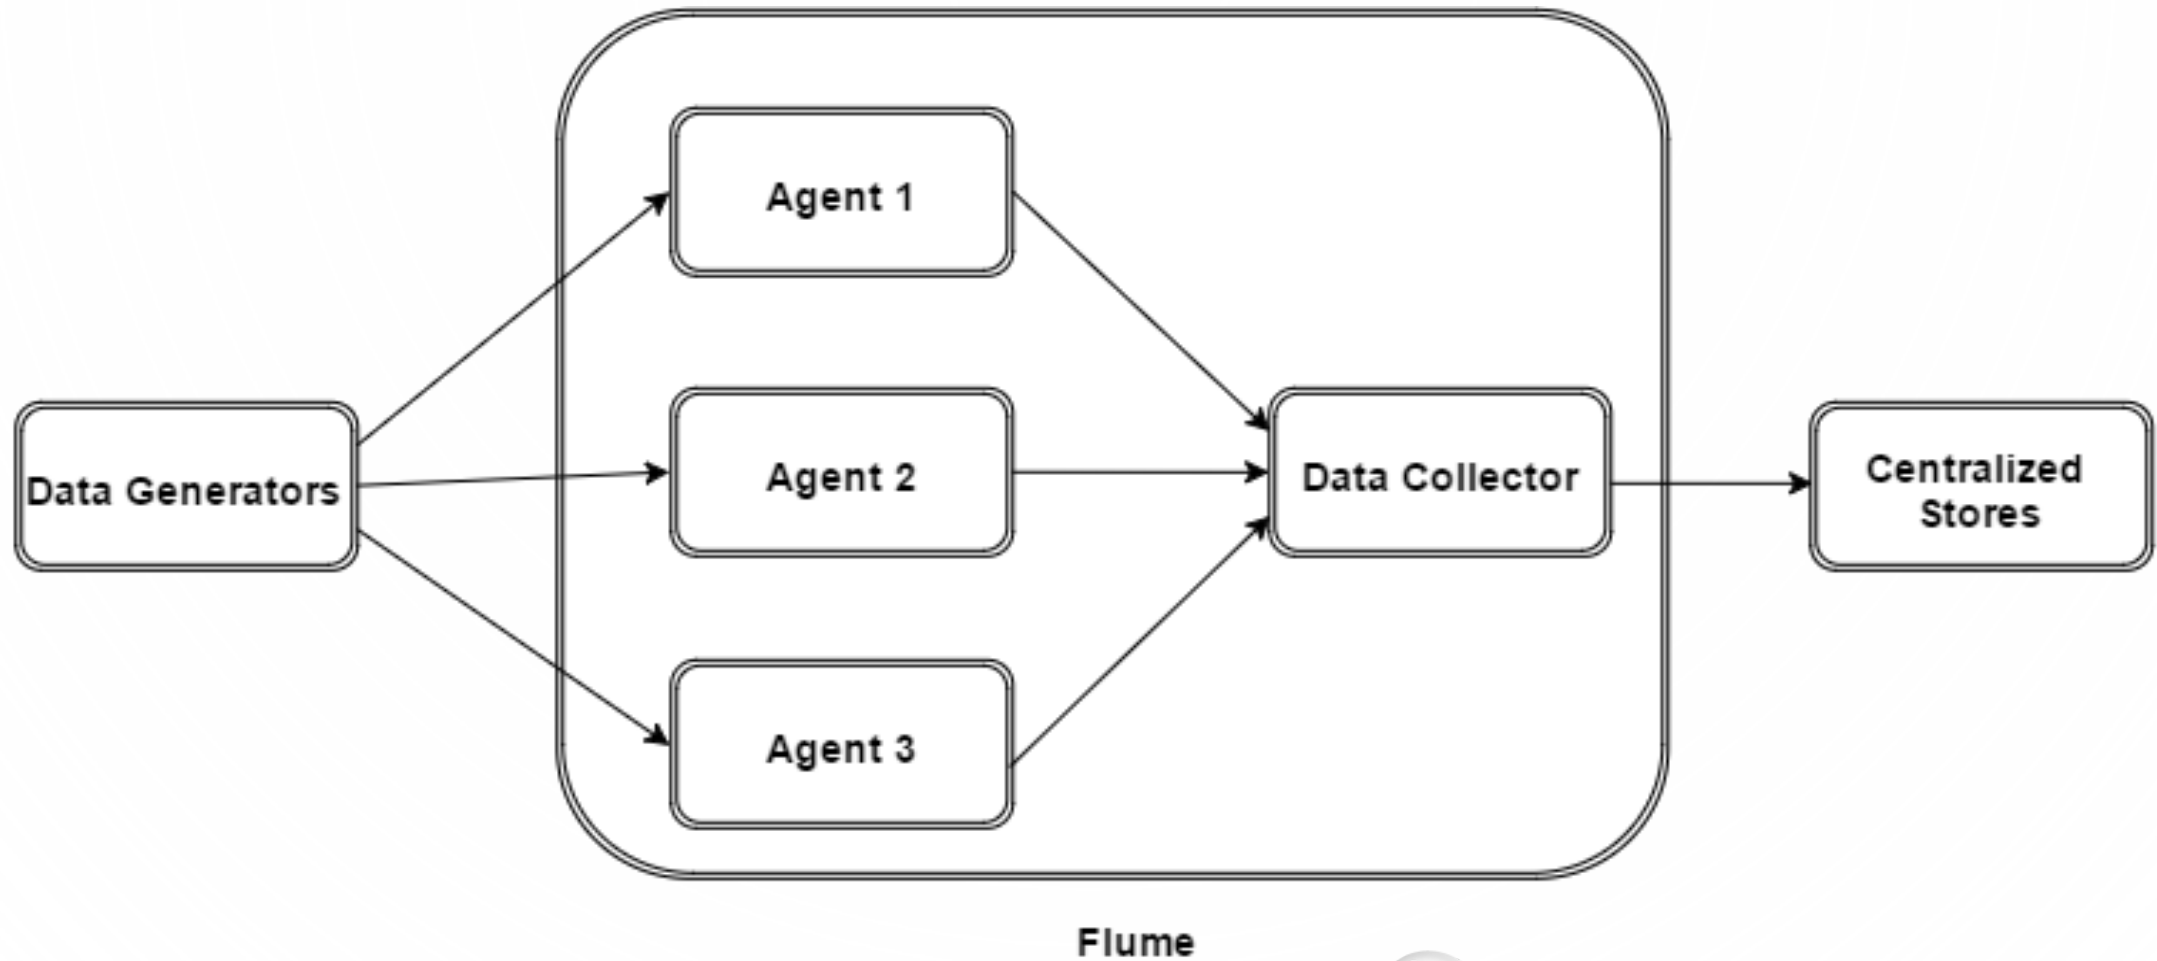 Agent 1
Data Generators
Agent 2
Data Collector
Centralized
Stores
Agent 3
Flume